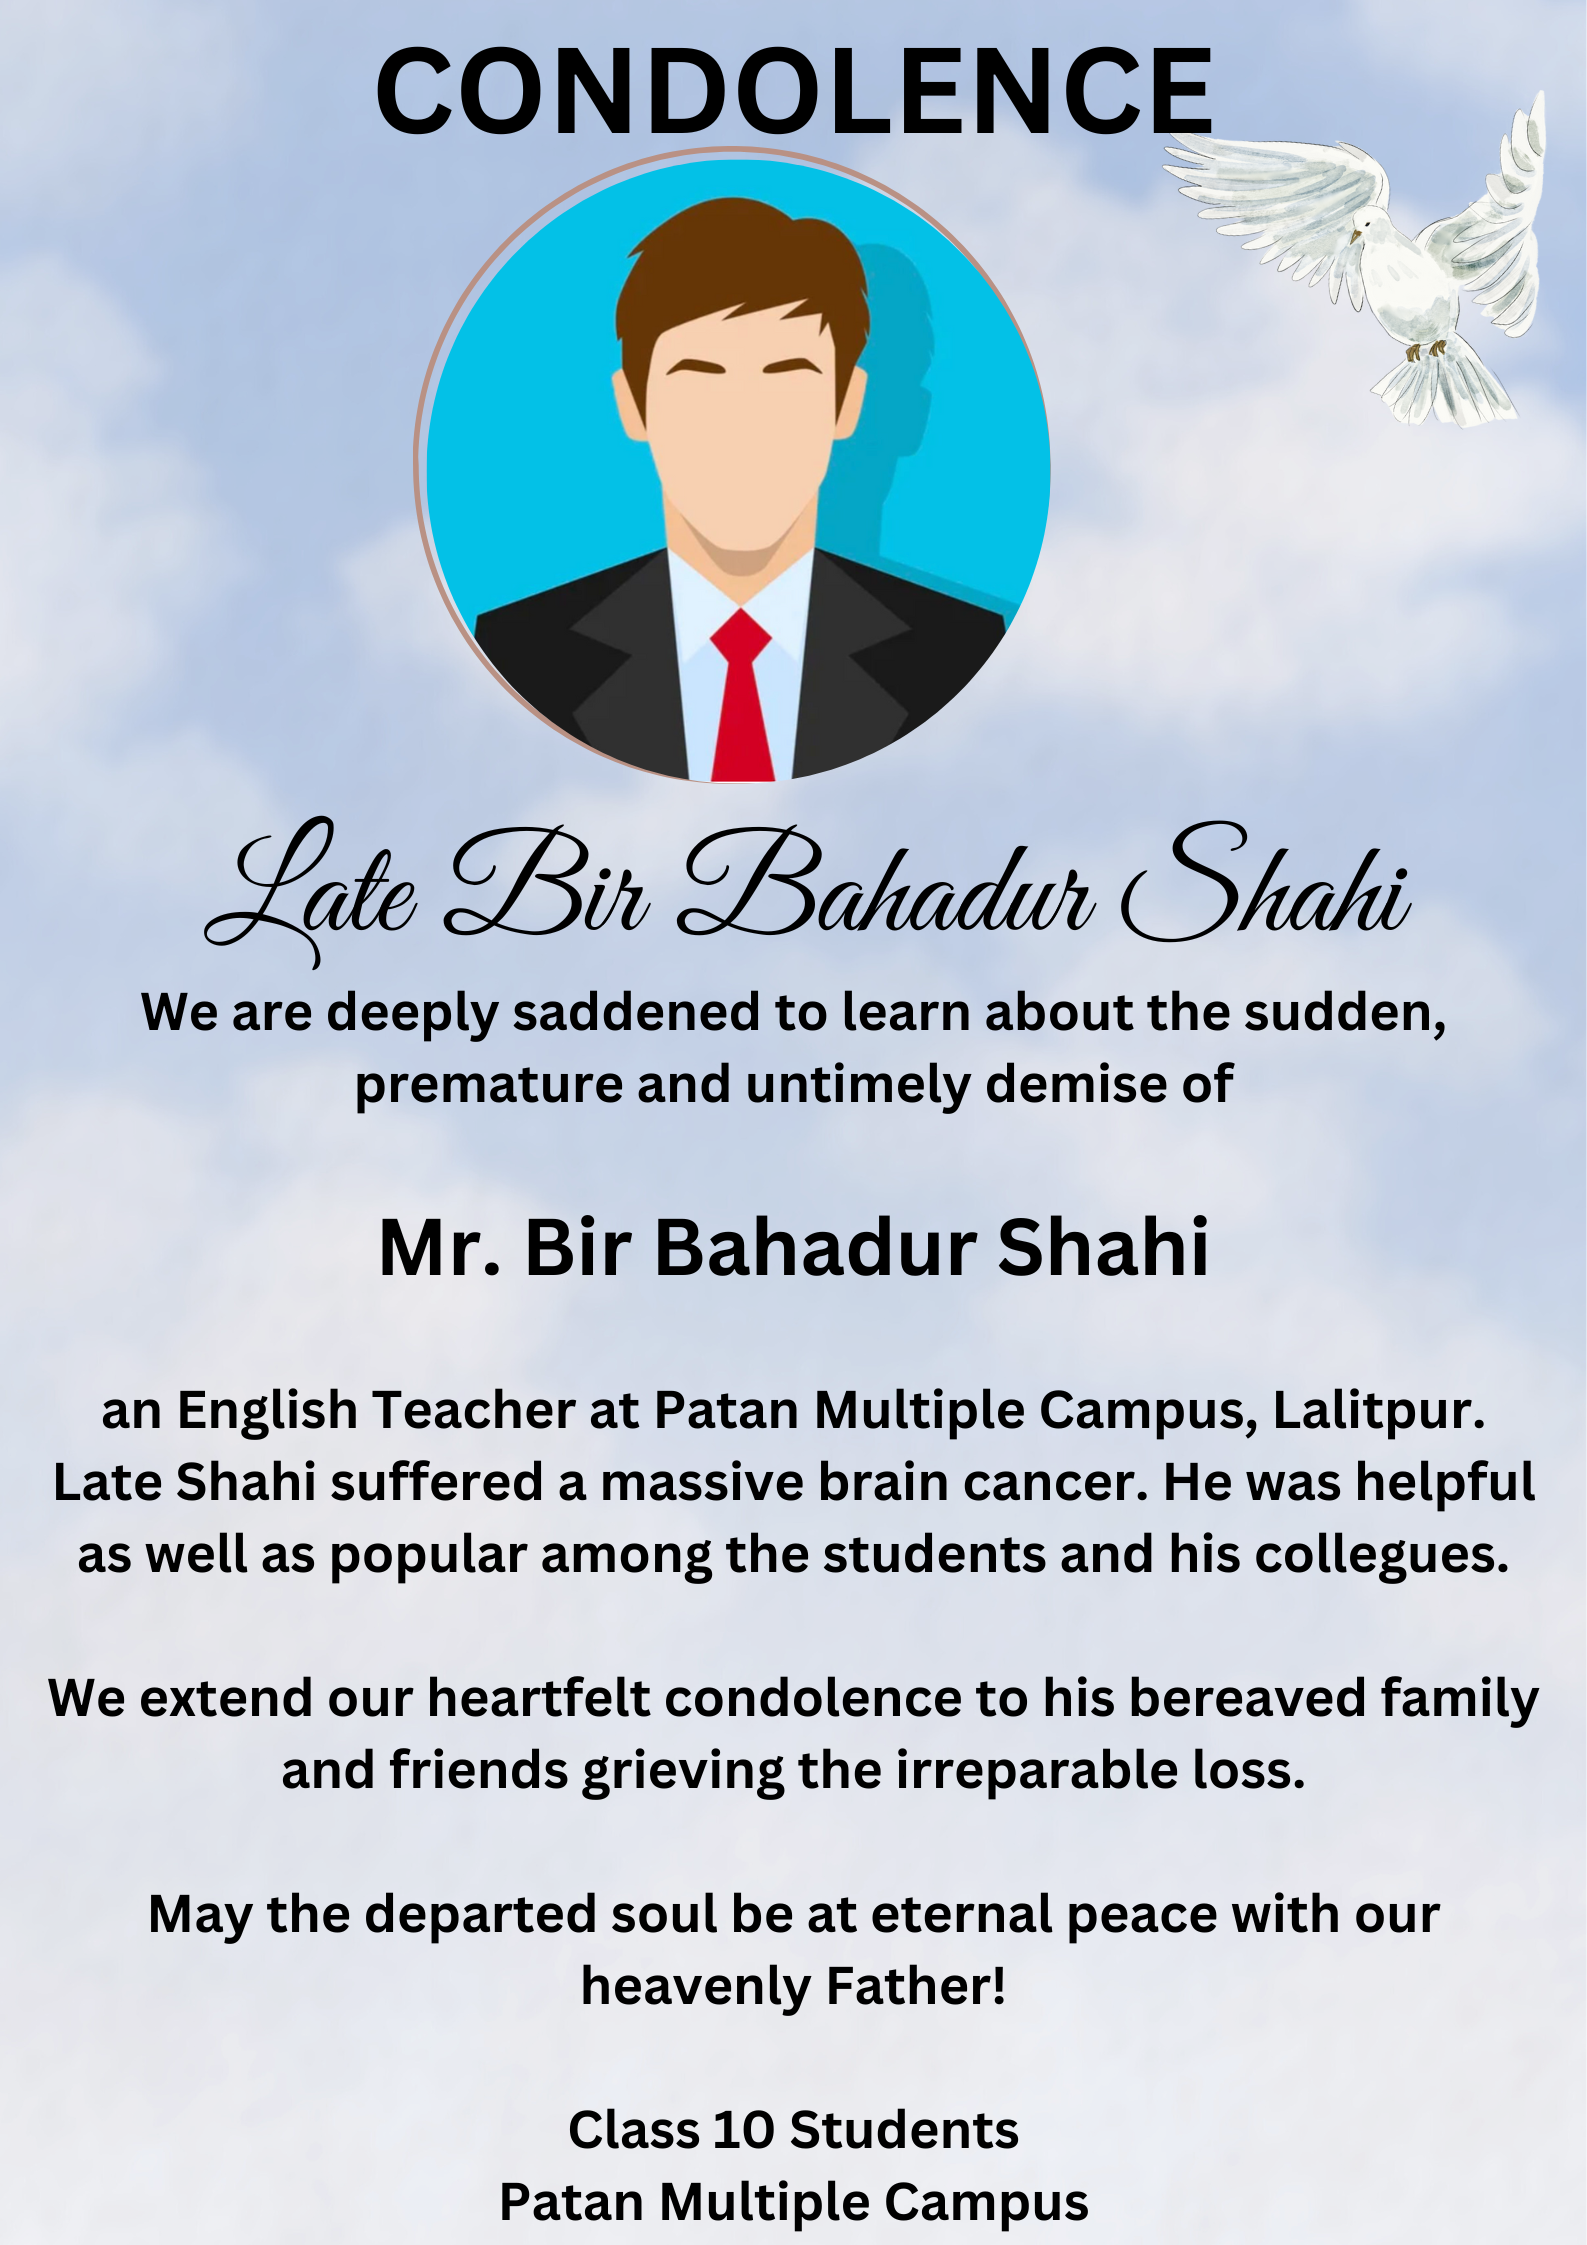 CONDOLENCE
Late Bir Bahadur Shahi
We are deeply saddened to learn about the sudden,
premature and untimely demise of
Mr. Bir Bahadur Shahi
an English Teacher at Patan Multiple Campus, Lalitpur.
Late Shahi suffered a massive brain cancer. He was helpful
as well as popular among the students and his collegues.
We extend our heartfelt condolence to his bereaved family
and friends grieving the irreparable loss.
May the departed soul be at eternal peace with our
heavenly Father!
Class 10 Students
Patan Multiple Campus